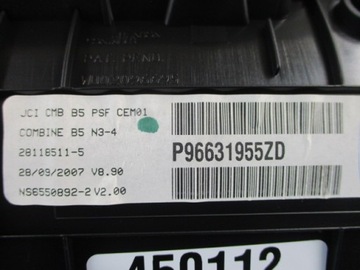 JCI CMB B5 PSF CEM01
COMBINE B5 N3-4
28118511-5
P96631955ZD
28/09/2007 V8.90
NS6550892-2 V2.00
450112